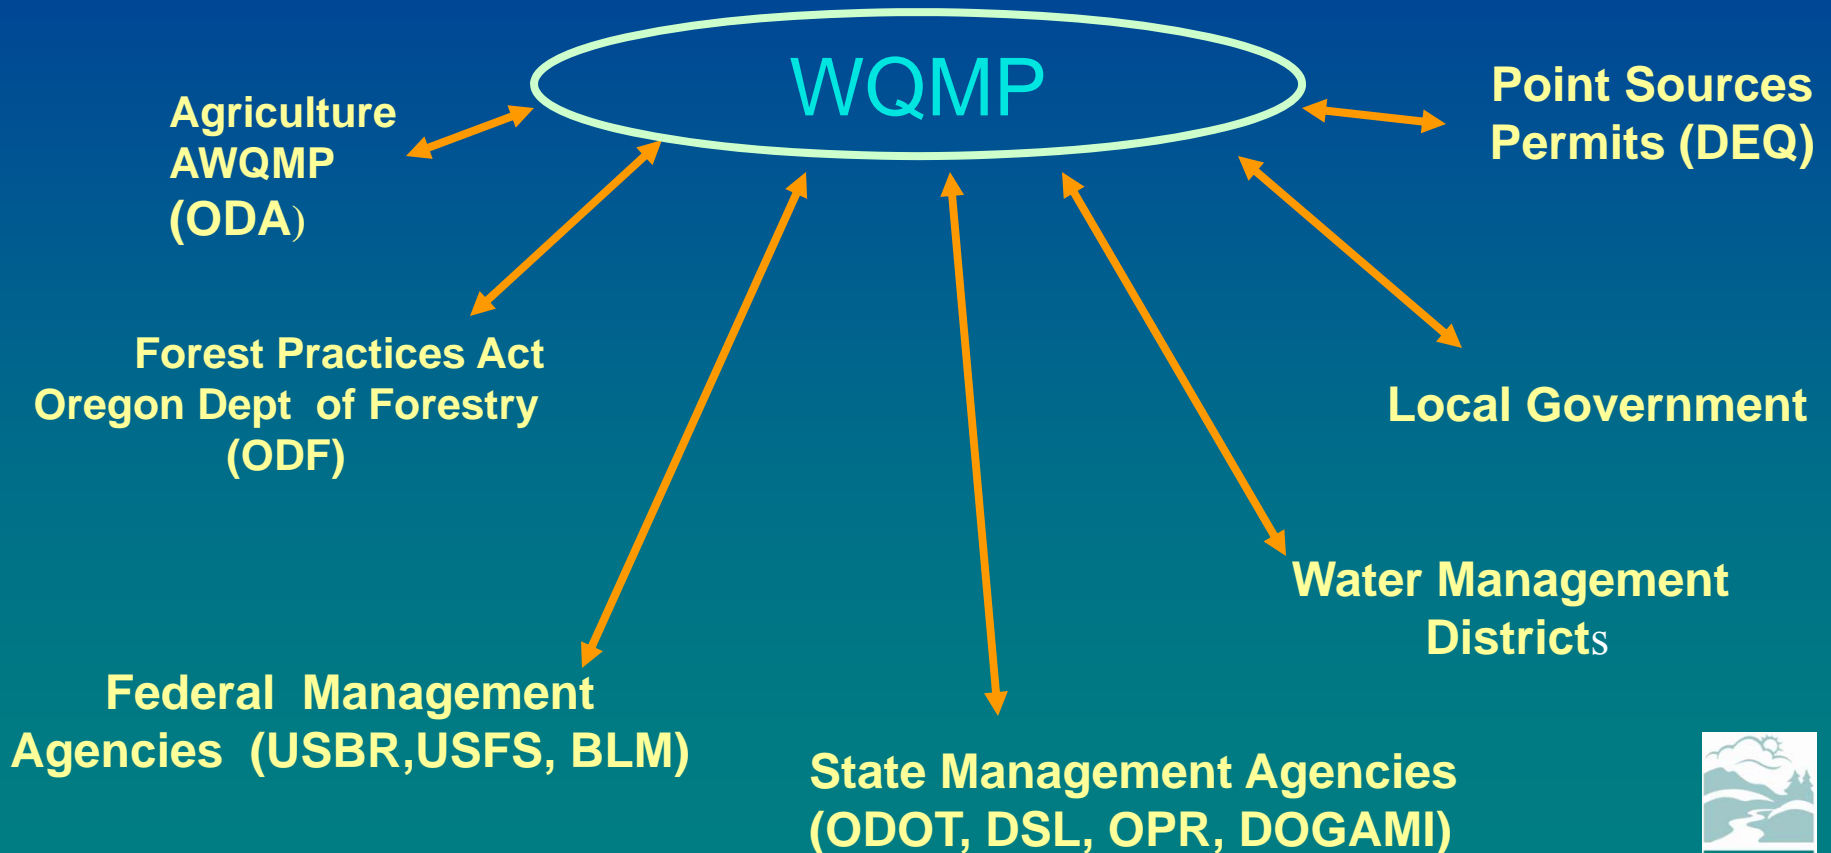 WQMP
Agriculture
AWQMP
(ODA)
Point Sources
Permits (DEQ)
Forest Practices Act
Oregon Dept  of Forestry
(ODF)
Local Government
Water Management
Districts
Federal  Management
Agencies  (USBR,USFS, BLM)
State Management Agencies
(ODOT, DSL, OPR, DOGAMI)